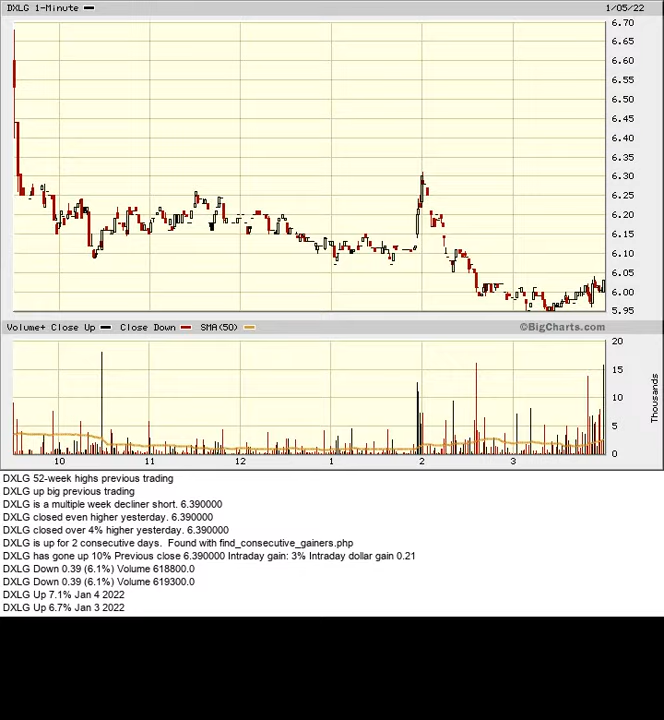 DXLG 1-Minute 1/05/22
6.70
6.65
6.60
6.55
6.50
6.45
6.40
6.35
6.30
6.25
6.20
6.15
6.10
6.05
6.00
5.95
Volume+ Close Up Close Down SMA(50) ©BigCharts.com
20
15
10
5
0
Thousands
10 11 12 1 2 3
DXLG 52-week highs previous trading
DXLG up big previous trading
DXLG is a multiple week decliner short. 6.390000
DXLG closed even higher yesterday. 6.390000
DXLG closed over 4% higher yesterday. 6.390000
DXLG is up for 2 consecutive days. Found with find_consecutive_gainers.php
DXLG has gone up 10% Previous close 6.390000 Intraday gain: 3% Intraday dollar gain 0.21
DXLG Down 0.39 (6.1%) Volume 618800.0
DXLG Down 0.39 (6.1%) Volume 619300.0
DXLG Up 7.1% Jan 4 2022
DXLG Up 6.7% Jan 3 2022